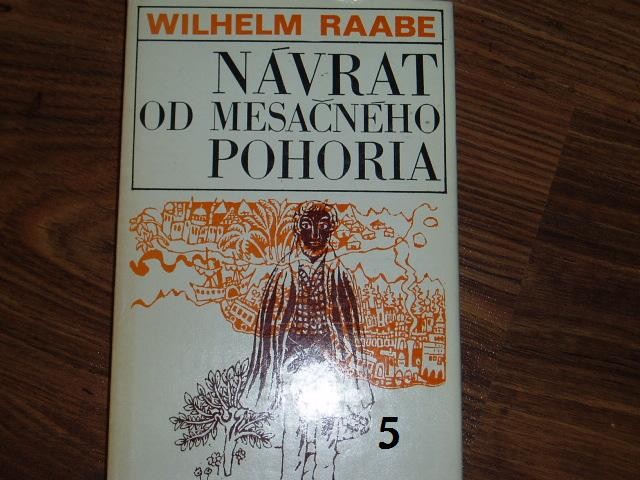 WILHELM RAABE
NÁVRAT
OD MESAČNÉHO
POHORIA
5